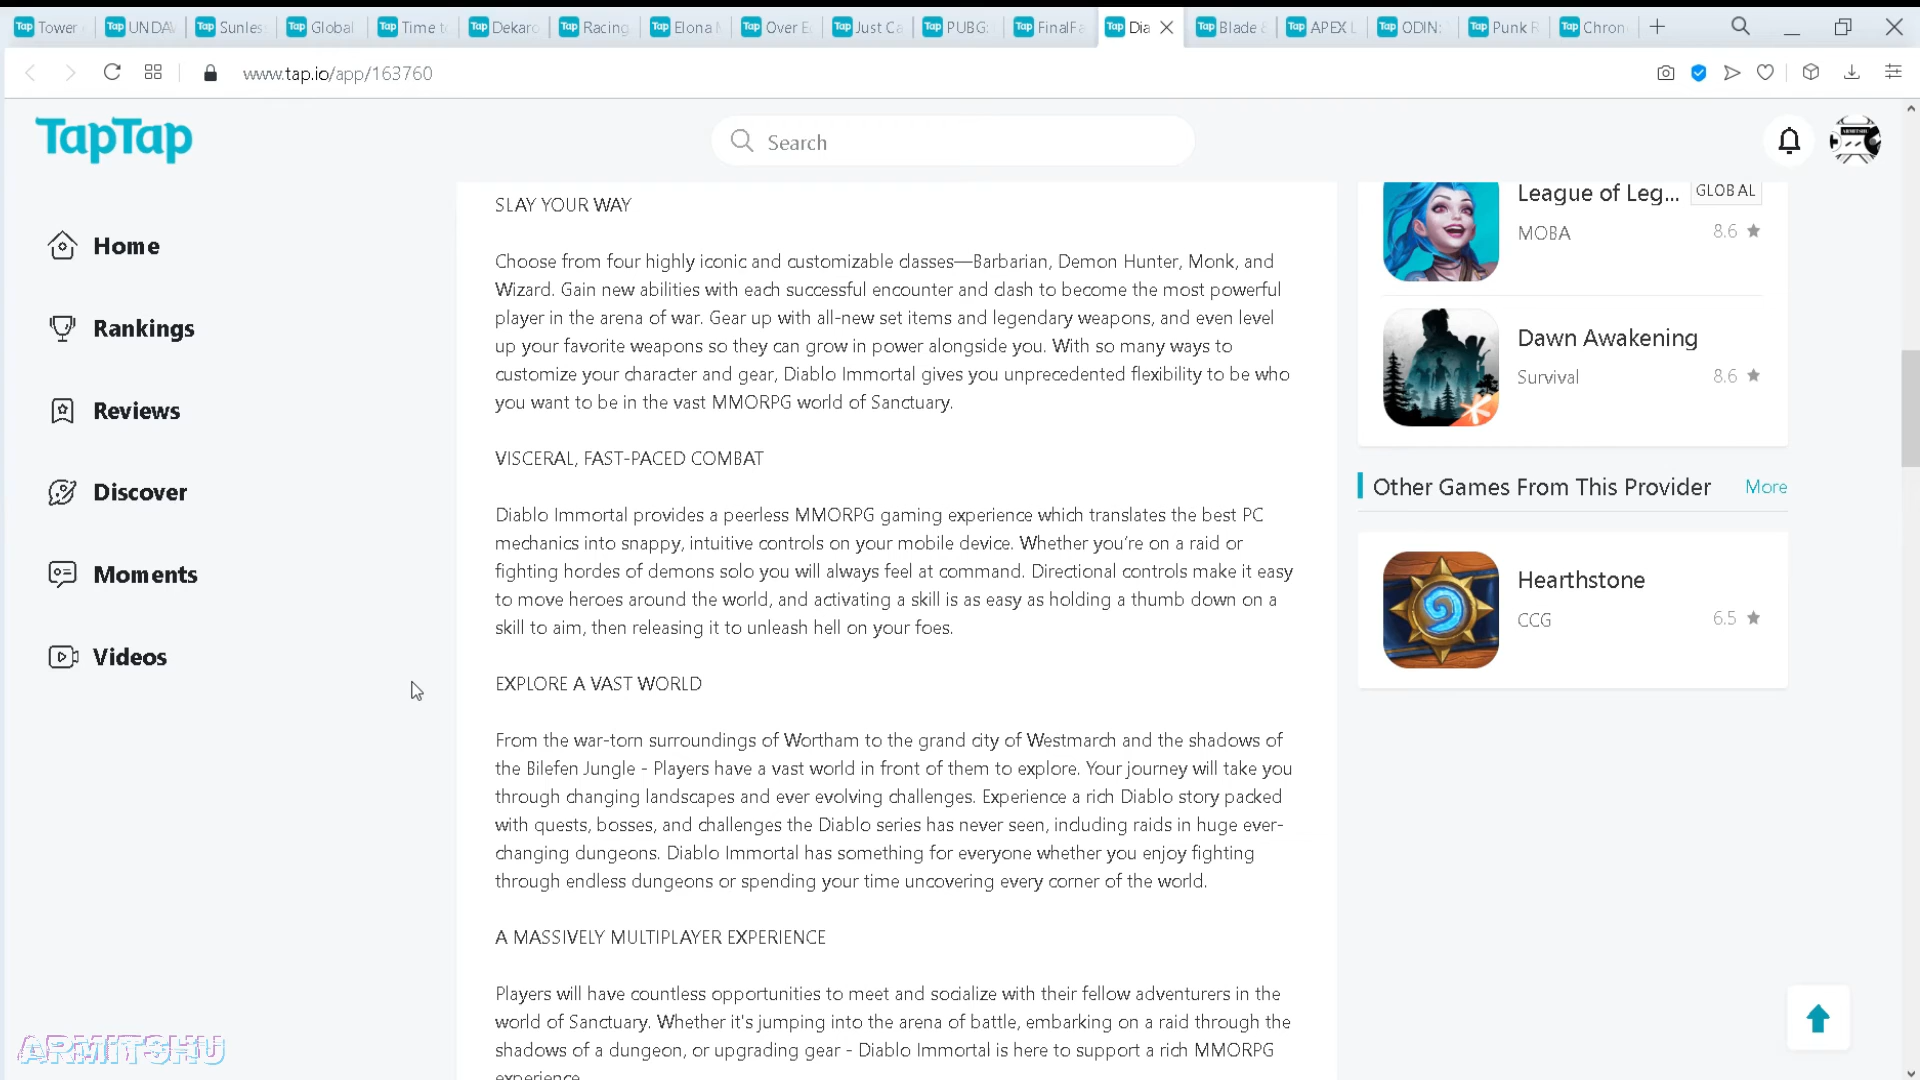 Tower
UNDAW
Sunles
Global
Time to
Dekaro
Racing
Elona
Over E
Just Ca
PUBG:
FinalFa
Dia
Blade &
APEX L
ODIN:
Punk R
Chron
www.tap.io/app/163760
TapTap
Search
Home
Rankings
Reviews
Discover
Moments
Videos
SLAY YOUR WAY
Choose from four highly iconic and customizable classes—Barbarian, Demon Hunter, Monk, and
Wizard. Gain new abilities with each successful encounter and clash to become the most powerful
player in the arena of war. Gear up with all-new set items and legendary weapons, and even level
up your favorite weapons so they can grow in power alongside you. With so many ways to
customize your character and gear, Diablo Immortal gives you unprecedented flexibility to be who
you want to be in the vast MMORPG world of Sanctuary.
VISCERAL, FAST-PACED COMBAT
Diablo Immortal provides a peerless MMORPG gaming experience which translates the best PC
mechanics into snappy, intuitive controls on your mobile device. Whether you’re on a raid or
fighting hordes of demons solo you will always feel at command. Directional controls make it easy
to move heroes around the world, and activating a skill is as easy as holding a thumb down on a
skill to aim, then releasing it to unleash hell on your foes.
EXPLORE A VAST WORLD
From the war-torn surroundings of Wortham to the grand city of Westmarch and the shadows of
the Bilefen Jungle - Players have a vast world in front of them to explore. Your journey will take you
through changing landscapes and ever evolving challenges. Experience a rich Diablo story packed
with quests, bosses, and challenges the Diablo series has never seen, including raids in huge ever-
changing dungeons. Diablo Immortal has something for everyone whether you enjoy fighting
through endless dungeons or spending your time uncovering every corner of the world.
A MASSIVELY MULTIPLAYER EXPERIENCE
Players will have countless opportunities to meet and socialize with their fellow adventurers in the
world of Sanctuary. Whether it's jumping into the arena of battle, embarking on a raid through the
shadows of a dungeon, or upgrading gear - Diablo Immortal is here to support a rich MMORPG
experience
League of Leg... GLOBAL
MOBA 8.6
Dawn Awakening
Survival 8.6
Other Games From This Provider More
Hearthstone
CCG 6.5
ARMITSHU